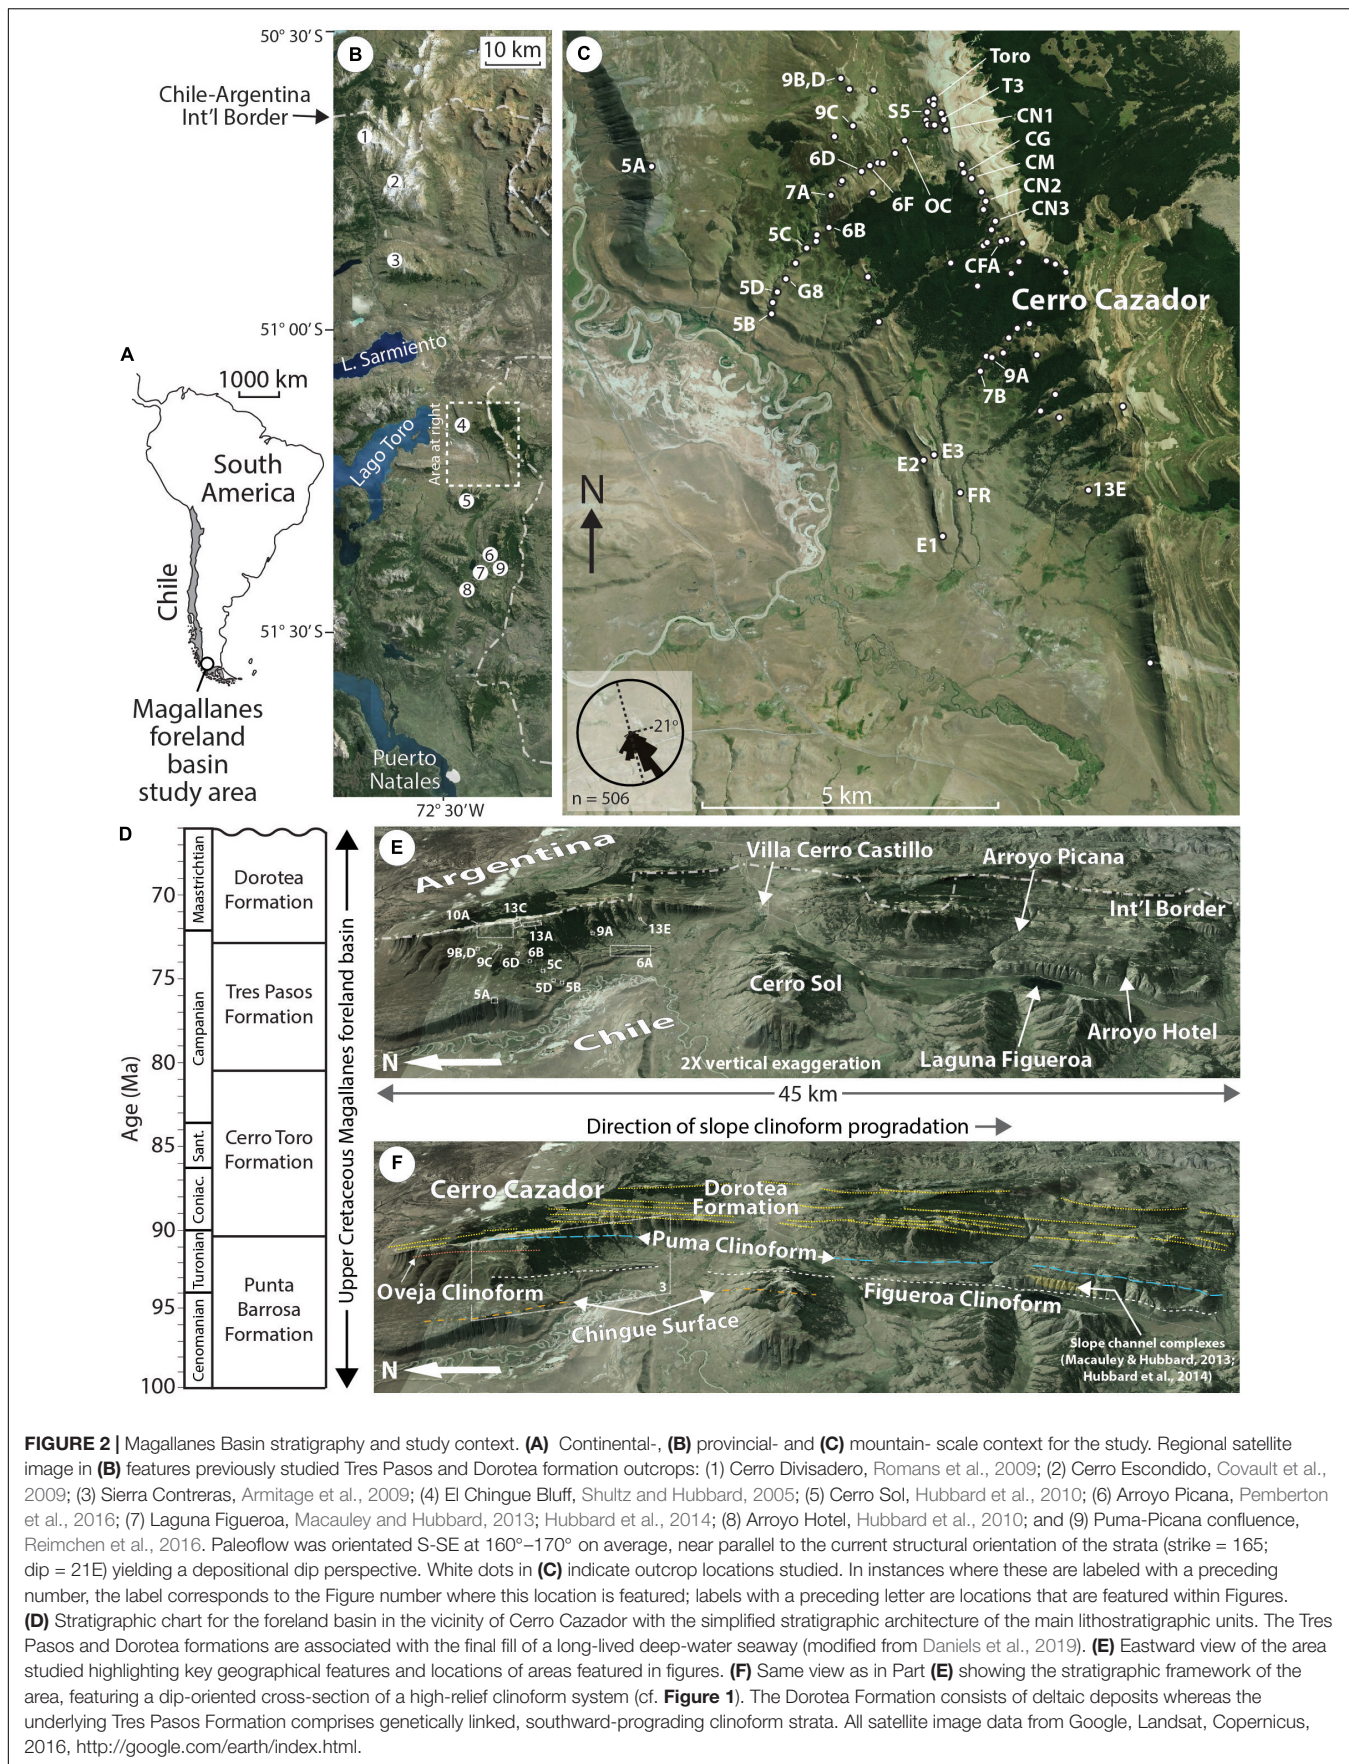 A
1000 km
South
America
Chile
Magallanes
foreland
basin
study area
50° 30′ S
Chile-Argentina
Int'l Border
51° 00′ S
51° 30′ S
72° 30′ W
B
10 km
1
2
3
L. Sarmiento
Lago Toro
Area at right
4
5
6
7
9
8
Puerto
Natales
C
9B,D
Toro
T3
S5
CN1
9C
CG
5A
6D
CM
7A
CN2
6F
OC
CN3
5C
6B
CFA
5D
G8
Cerro Cazador
5B
9A
7B
E3
E2
13E
FR
E1
N
21°
n = 506
5 km
D
Age (Ma)
70
75
80
85
90
95
100
Maastrichtian
Campanian
Sant.
Coniac.
Turonian
Cenomanian
Dorotea
Formation
Tres Pasos
Formation
Cerro Toro
Formation
Punta
Barrosa
Formation
Upper Cretaceous Magallanes foreland basin
E
Argentina
Villa Cerro Castillo
Arroyo Picana
Int'l Border
10A
13C
13A
9A
13E
9B,D
9C
6D
6B
5C
6A
5D
5B
5A
Cerro Sol
Chile
Arroyo Hotel
Laguna Figueroa
N
2X vertical exaggeration
45 km
Direction of slope clinoform progradation
F
Cerro Cazador
Dorotea
Formation
Puma Clinoform
Oveja Clinoform
3
Figueroa Clinoform
Chingue Surface
Slope channel complexes
(Macauley & Hubbard, 2013;
Hubbard et al., 2014)
N
FIGURE 2 | Magallanes Basin stratigraphy and study context. (A) Continental-, (B) provincial- and (C) mountain- scale context for the study. Regional satellite
image in (B) features previously studied Tres Pasos and Dorotea formation outcrops: (1) Cerro Divisadero, Romans et al., 2009; (2) Cerro Escondido, Covault et al.,
2009; (3) Sierra Contreras, Armitage et al., 2009; (4) El Chingue Bluff, Shultz and Hubbard, 2005; (5) Cerro Sol, Hubbard et al., 2010; (6) Arroyo Picana, Pemberton
et al., 2016; (7) Laguna Figueroa, Macauley and Hubbard, 2013; Hubbard et al., 2014; (8) Arroyo Hotel, Hubbard et al., 2010; and (9) Puma-Picana confluence,
Reimchen et al., 2016. Paleoflow was orientated S-SE at 160°–170° on average, near parallel to the current structural orientation of the strata (strike = 165;
dip = 21E) yielding a depositional dip perspective. White dots in (C) indicate outcrop locations studied. In instances where these are labeled with a preceding
number, the label corresponds to the Figure number where this location is featured; labels with a preceding letter are locations that are featured within Figures.
(D) Stratigraphic chart for the foreland basin in the vicinity of Cerro Cazador with the simplified stratigraphic architecture of the main lithostratigraphic units. The Tres
Pasos and Dorotea formations are associated with the final fill of a long-lived deep-water seaway (modified from Daniels et al., 2019). (E) Eastward view of the area
studied highlighting key geographical features and locations of areas featured in figures. (F) Same view as in Part (E) showing the stratigraphic framework of the
area, featuring a dip-oriented cross-section of a high-relief clinoform system (cf. Figure 1). The Dorotea Formation consists of deltaic deposits whereas the
underlying Tres Pasos Formation comprises genetically linked, southward-prograding clinoform strata. All satellite image data from Google, Landsat, Copernicus,
2016, http://google.com/earth/index.html.